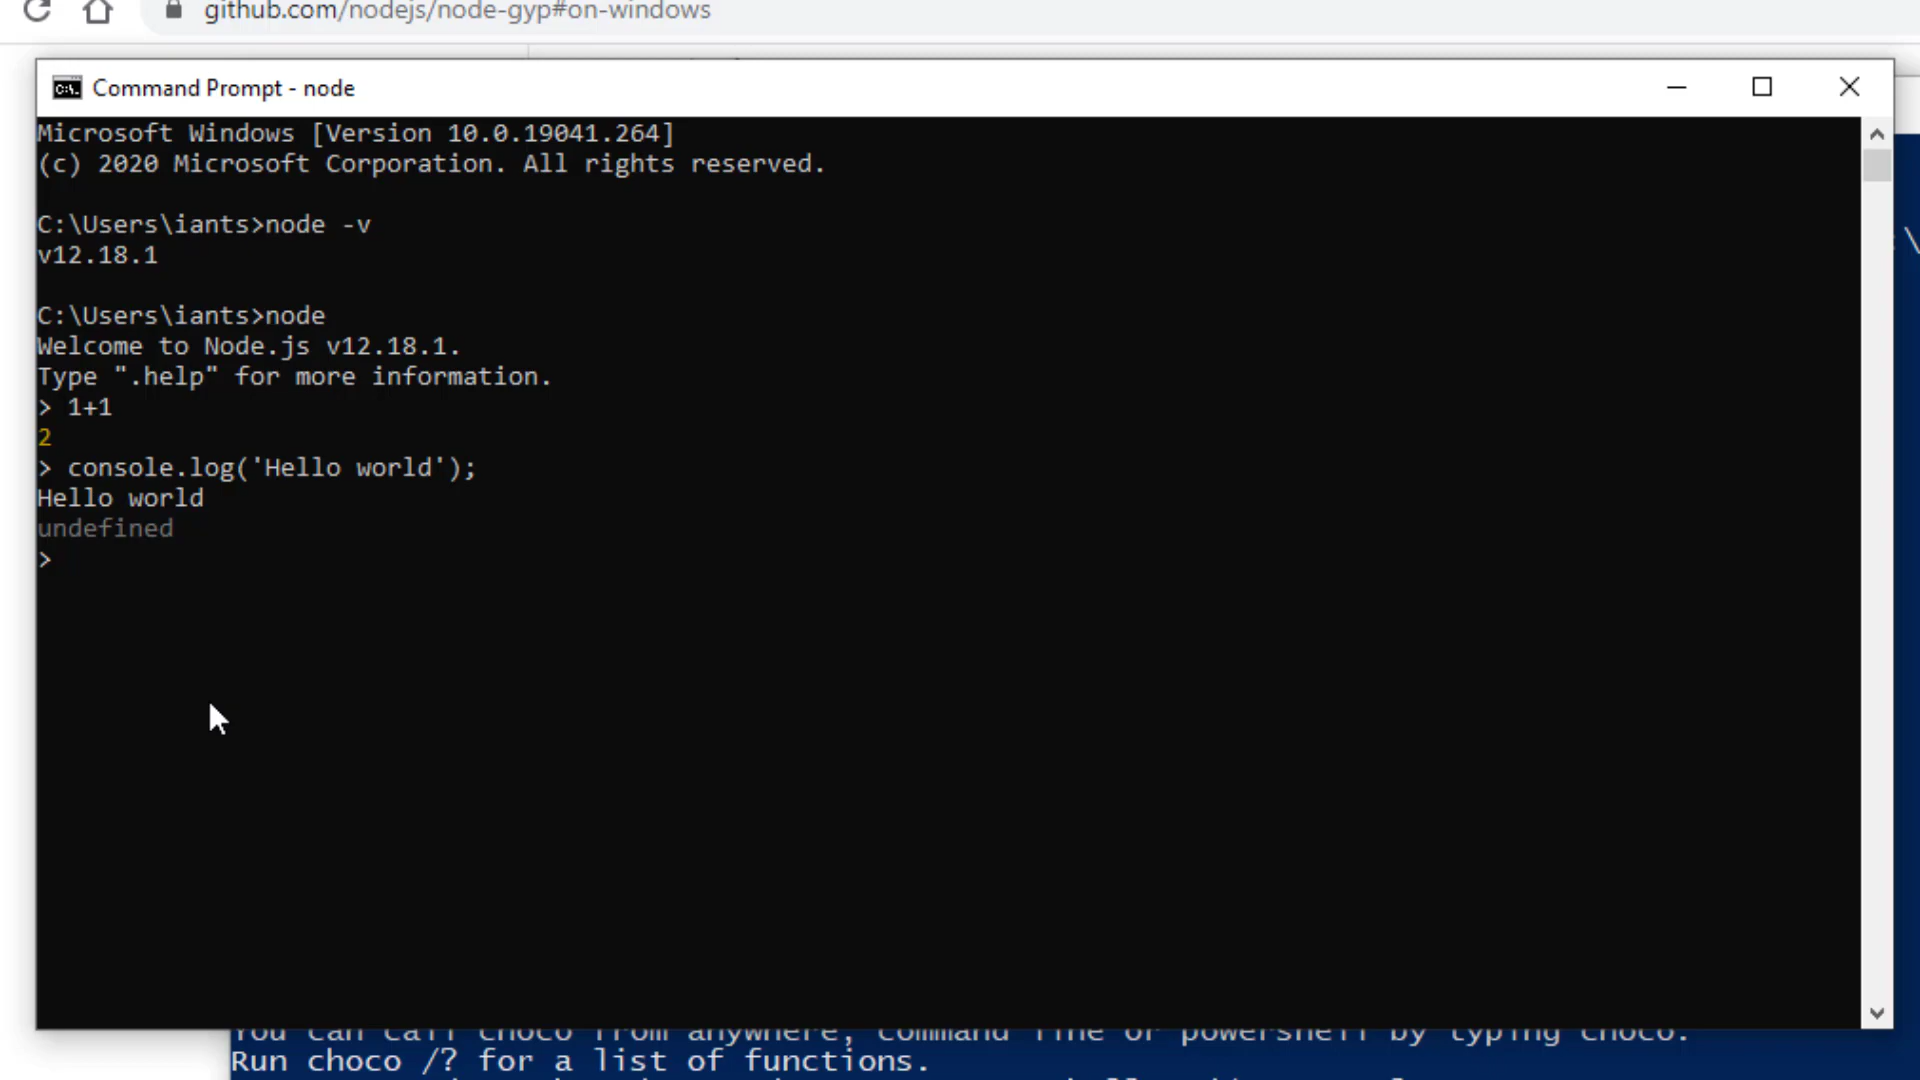 github.com/nodejs/node-gyp#on-windows
Command Prompt - node
Microsoft Windows [Version 10.0.19041.264]
(c) 2020 Microsoft Corporation. All rights reserved.
C:\Users\iants>node -v
v12.18.1
C:\Users\iants>node
Welcome to Node.js v12.18.1.
Type ".help" for more information.
> 1+1
2
> console.log('Hello world');
Hello world
undefined
>
You can call choco from anywhere, command line or powershell by typing choco.
Run choco /? for a list of functions.